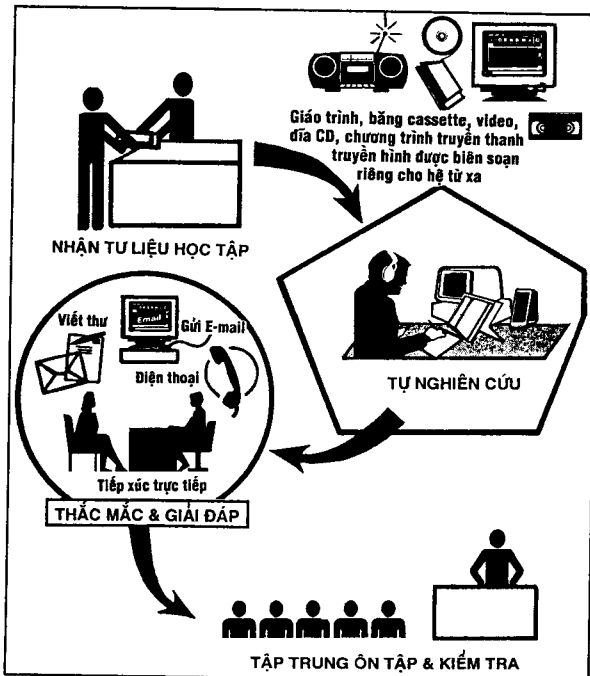 Giáo trình, băng cassette, video,
đĩa CD, chương trình truyền thanh
truyền hình được biên soạn
riêng cho hệ từ xa
NHẬN TƯ LIỆU HỌC TẬP
TỰ NGHIÊN CỨU
Viết thư
Email
Gửi E-mail
Điện thoại
Tiếp xúc trực tiếp
THẮC MẮC & GIẢI ĐÁP
TẬP TRUNG ÔN TẬP & KIỂM TRA